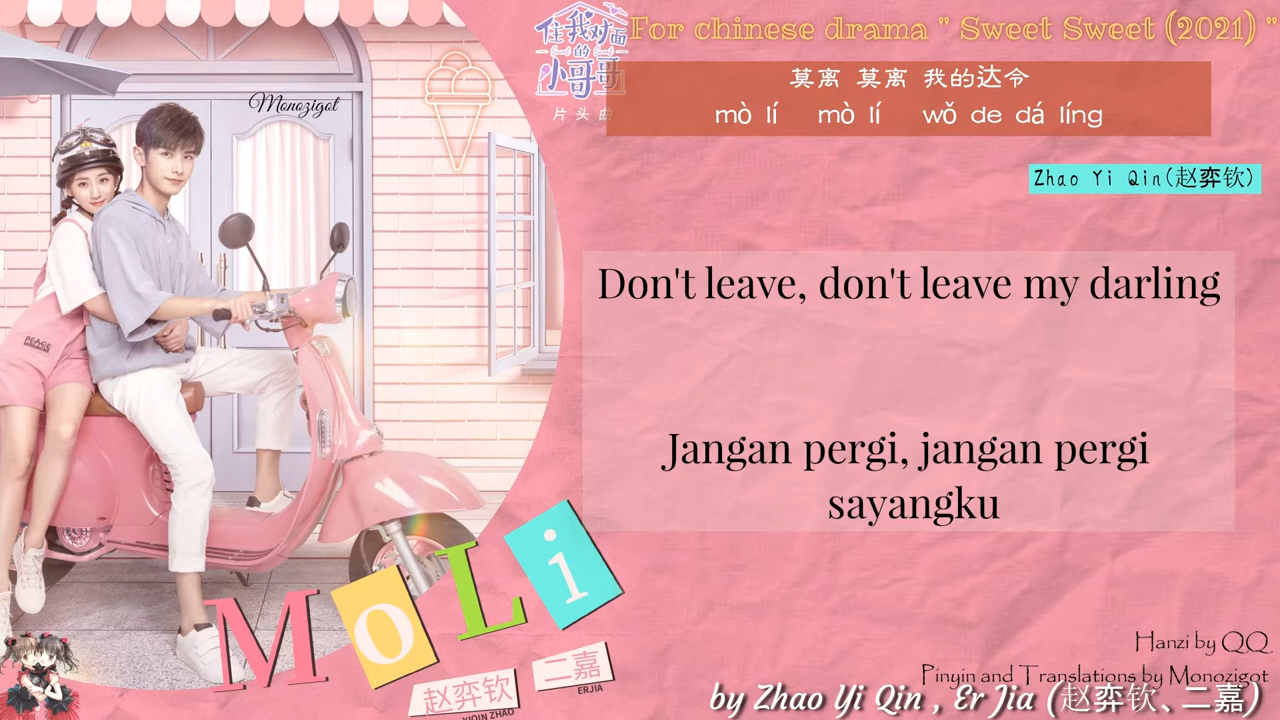 For chinese drama " Sweet Sweet (2021) "
住我对面
的
小哥哥
片头曲
莫离 莫离 我的达令
mò lí mò lí wǒ de dá líng
Monozigot
Zhao Yi Qin(赵弈钦)
Don't leave, don't leave my darling
PEACE
Jangan pergi, jangan pergi
sayangku
MoLi
赵弈钦 二嘉
YIQIN ZHAO ERJIA
Hanzi by QQ
Pinyin and Translations by Monozigot
by Zhao Yi Qin , Er Jia (赵弈钦、二嘉)